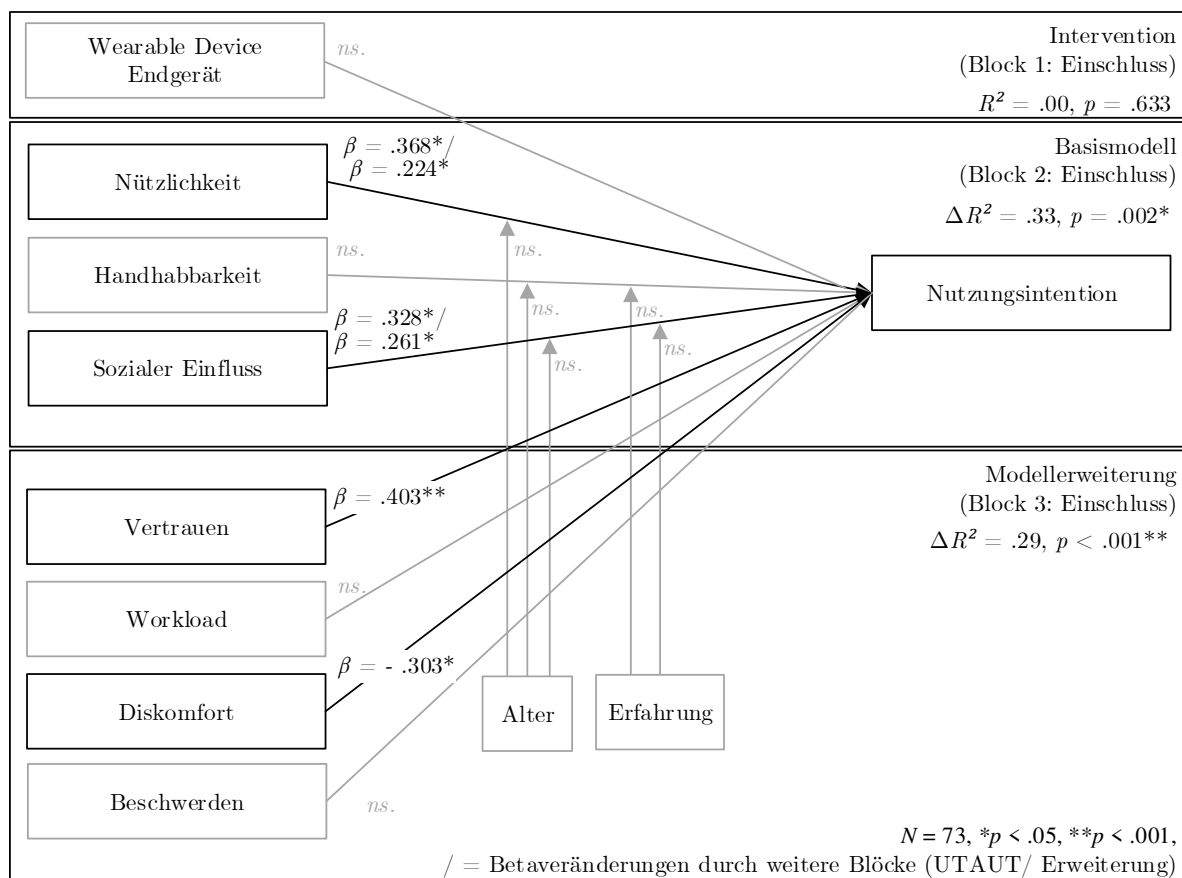 Wearable Device
Endgerät
ns.
Intervention
(Block 1: Einschluss)
R² = .00, p = .633
Nützlichkeit
β = .368*/
β = .224*
Basismodell
(Block 2: Einschluss)
ΔR² = .33, p = .002*
Handhabbarkeit
ns.
ns.
ns.
ns.
Nutzungsintention
Sozialer Einfluss
β = .328*/
β = .261*
ns.
ns.
Modellerweiterung
(Block 3: Einschluss)
ΔR² = .29, p < .001**
Vertrauen
β = .403**
Workload
ns.
Diskomfort
β = - .303*
Alter
Erfahrung
Beschwerden
ns.
N = 73, *p < .05, **p < .001,
/ = Betaveränderungen durch weitere Blöcke (UTAUT/ Erweiterung)